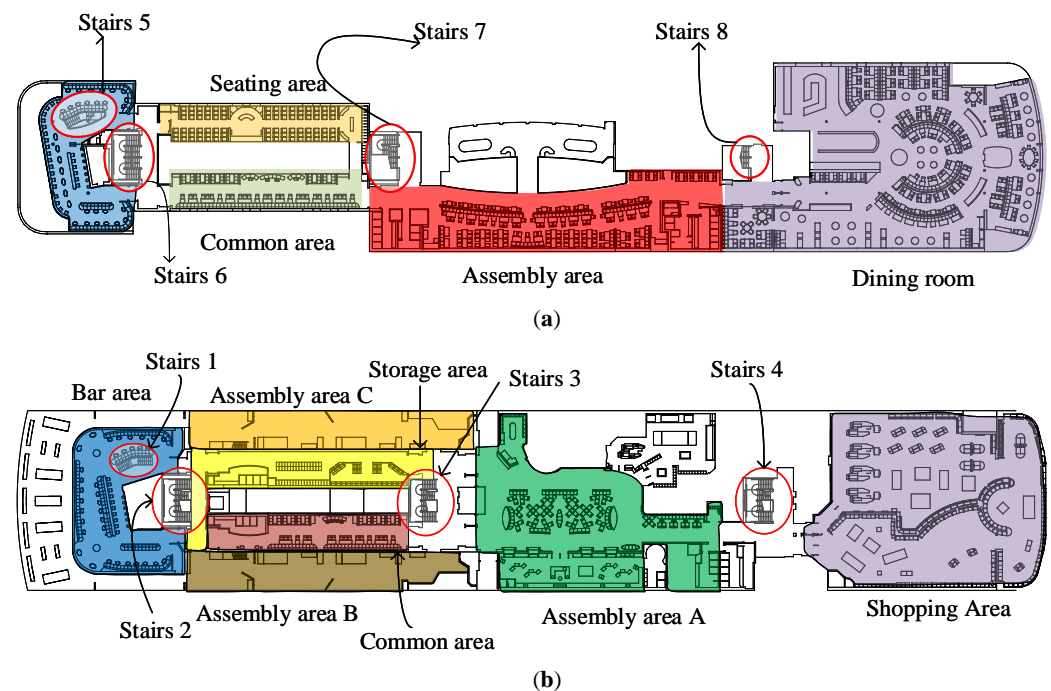 Stairs 5
Stairs 7
Stairs 8
Seating area
Common area
Stairs 6
Assembly area
Dining room
(a)
Stairs 1
Storage area
Stairs 3
Stairs 4
Bar area
Assembly area C
Stairs 2
Assembly area B
Common area
Assembly area A
Shopping Area
(b)